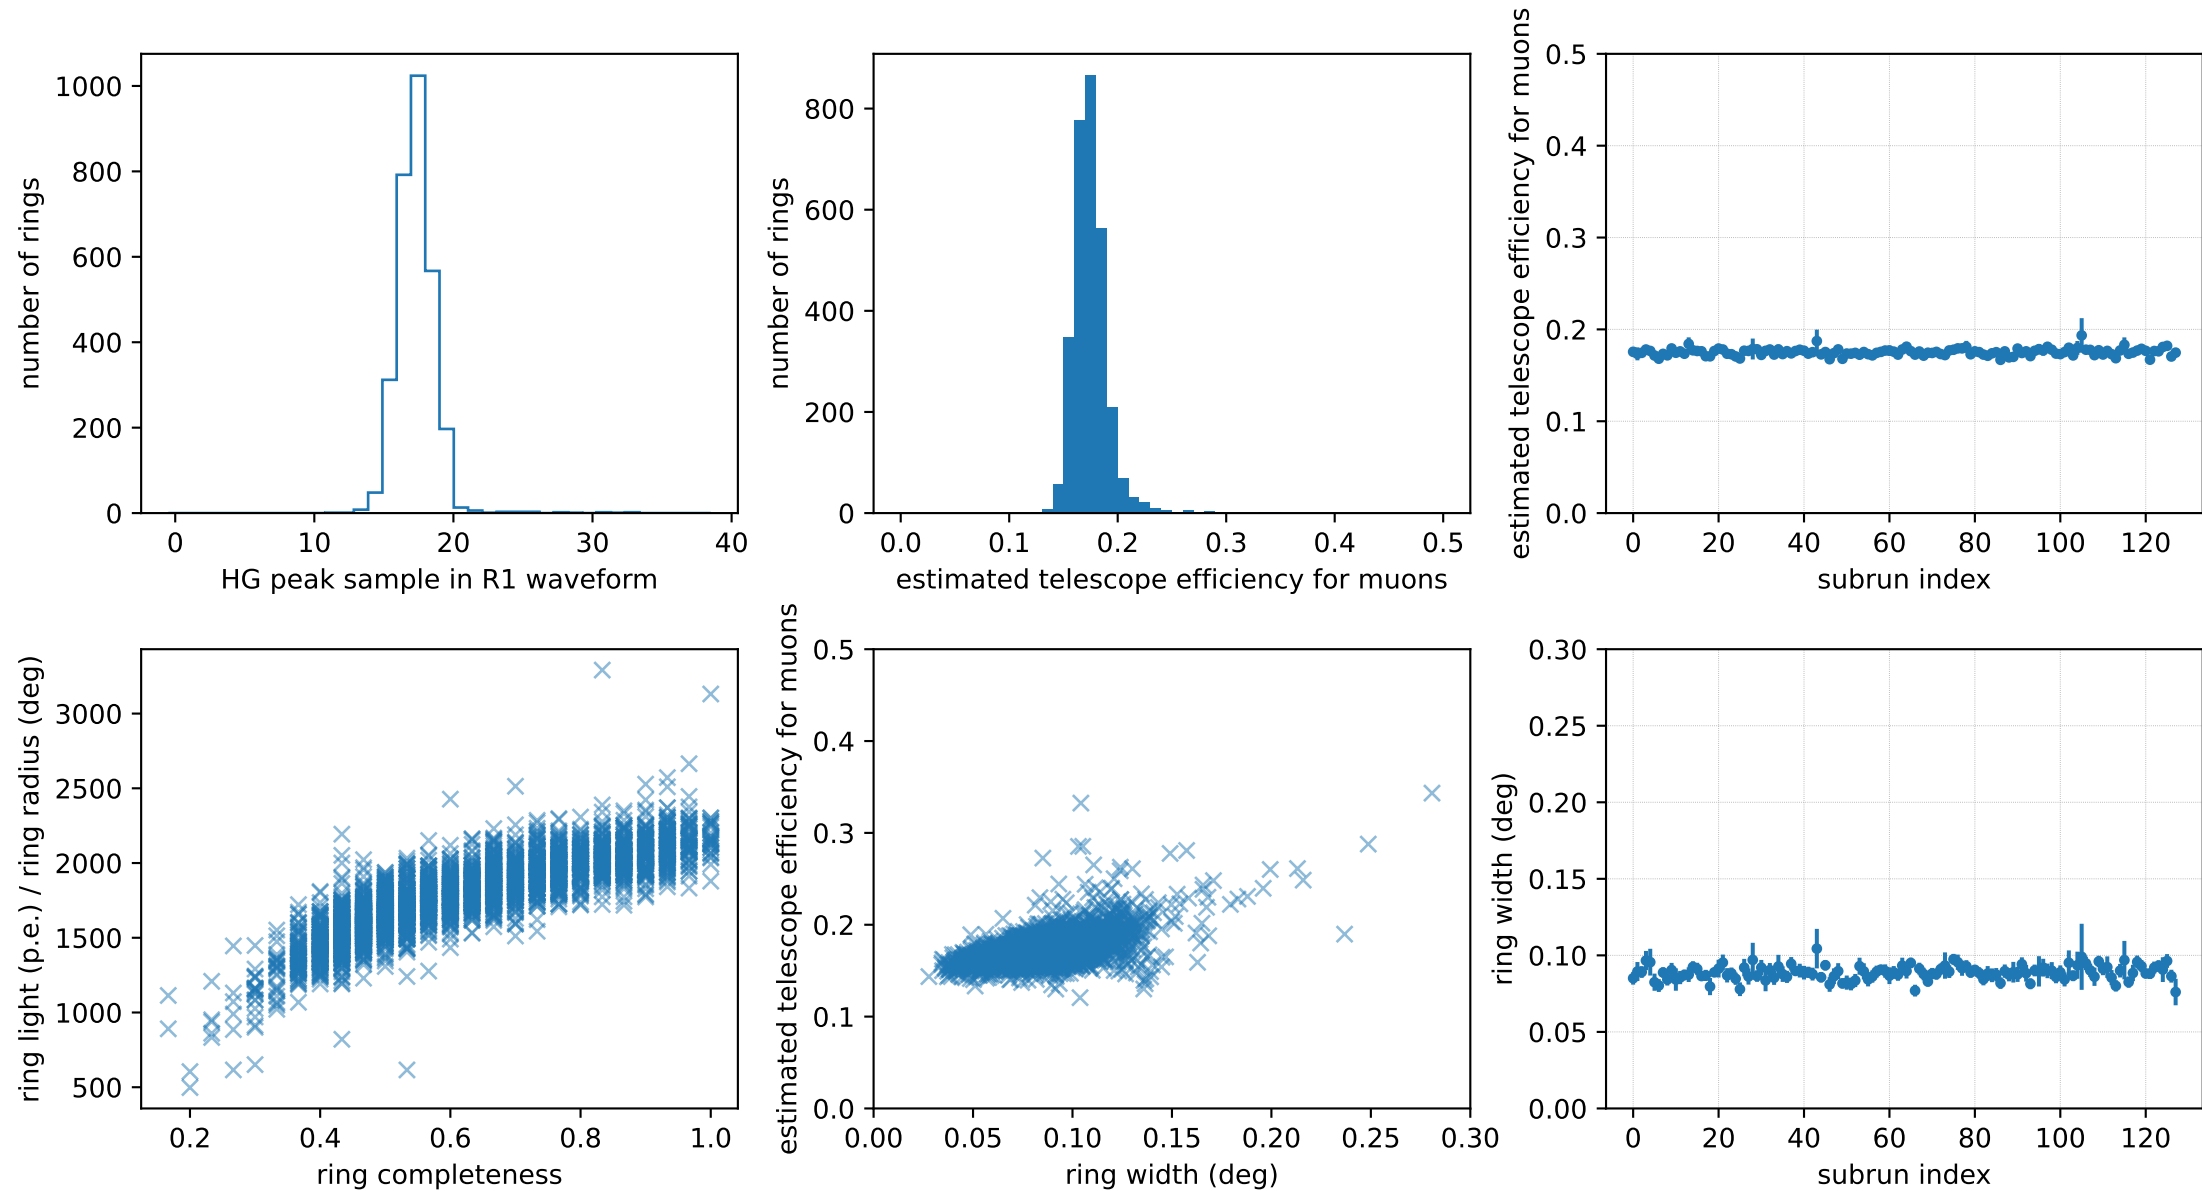 number of rings
1000
800
600
400
200
0
0 10 20 30 40
HG peak sample in R1 waveform
number of rings
800
600
400
200
0
0.0 0.1 0.2 0.3 0.4 0.5
estimated telescope efficiency for muons
estimated telescope efficiency for muons
0.5
0.4
0.3
0.2
0.1
0.0
0 20 40 60 80 100 120
subrun index
ring light (p.e.) / ring radius (deg)
3000
2500
2000
1500
1000
500
0.2 0.4 0.6 0.8 1.0
ring completeness
estimated telescope efficiency for muons
0.5
0.4
0.3
0.2
0.1
0.0
0.00 0.05 0.10 0.15 0.20 0.25 0.30
ring width (deg)
ring width (deg)
0.30
0.25
0.20
0.15
0.10
0.05
0.00
0 20 40 60 80 100 120
subrun index